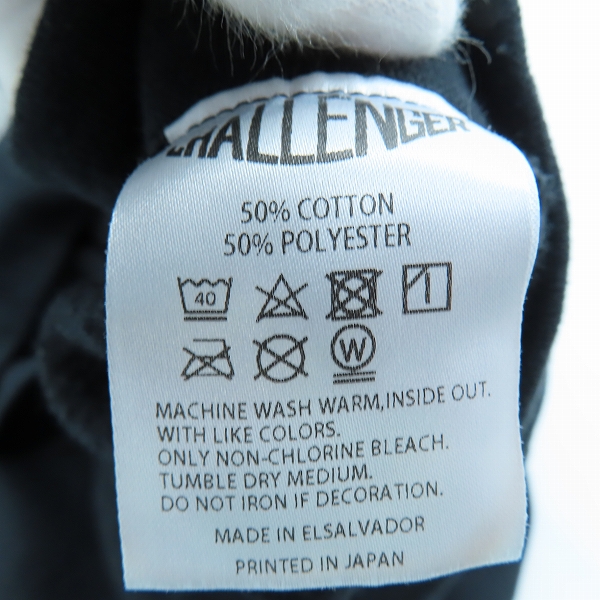 CHALLENGER
50% COTTON
50% POLYESTER
40
W
MACHINE WASH WARM,INSIDE OUT.
WITH LIKE COLORS.
ONLY NON-CHLORINE BLEACH.
TUMBLE DRY MEDIUM.
DO NOT IRON IF DECORATION.
MADE IN ELSALVADOR
PRINTED IN JAPAN